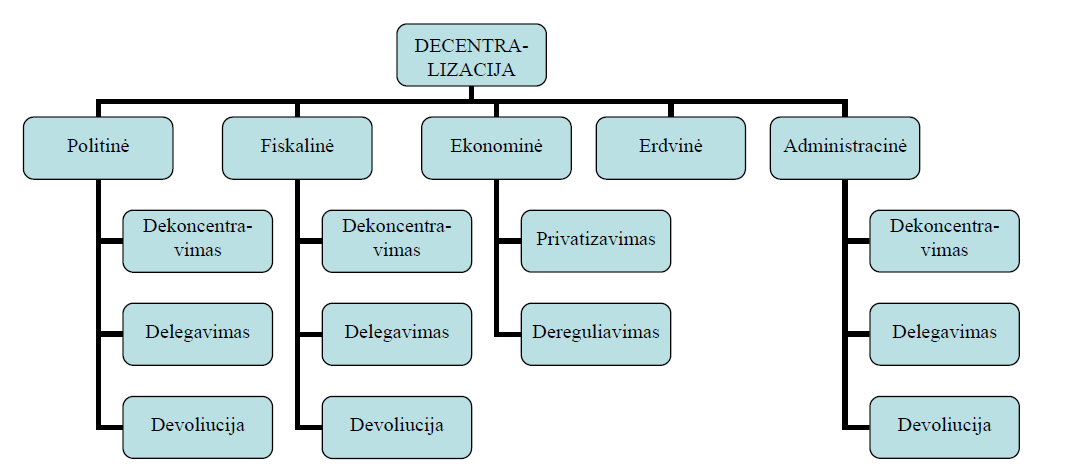 DECENTRA-
LIZACIJA
Politinė
Fiskalinė
Ekonominė
Erdvinė
Administracinė
Dekoncentra-
vimas
Dekoncentra-
vimas
Privatizavimas
Dekoncentra-
vimas
Delegavimas
Delegavimas
Dereguliavimas
Delegavimas
Devoliucija
Devoliucija
Devoliucija